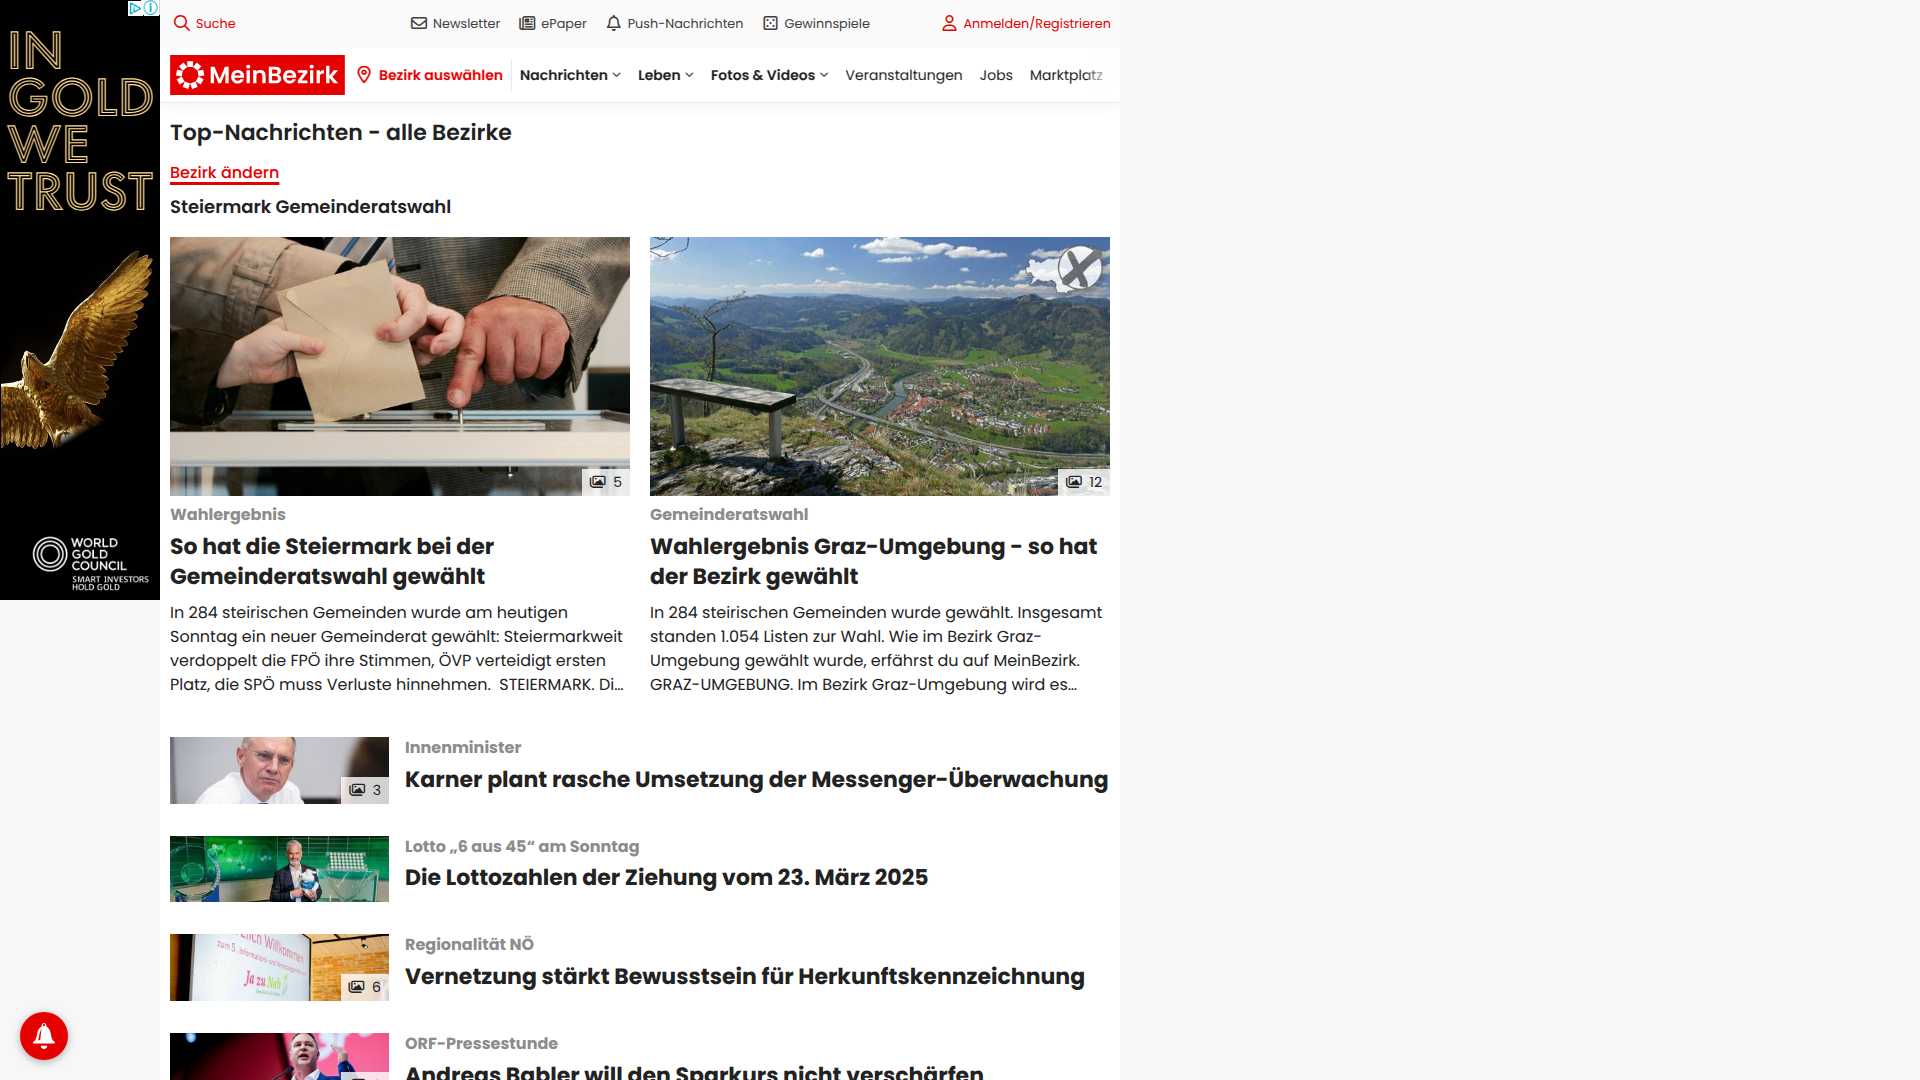 IN
GOLD
WE
TRUST
WORLD
GOLD
COUNCIL
SMART INVESTORS
HOLD GOLD
Suche
Newsletter
ePaper
Push-Nachrichten
Gewinnspiele
Anmelden/Registrieren
MeinBezirk
Bezirk auswählen
Nachrichten
Leben
Fotos & Videos
Veranstaltungen
Jobs
Marktplatz
Top-Nachrichten - alle Bezirke
Bezirk ändern
Steiermark Gemeinderatswahl
5
Wahlergebnis
So hat die Steiermark bei der
Gemeinderatswahl gewählt
In 284 steirischen Gemeinden wurde am heutigen
Sonntag ein neuer Gemeinderat gewählt: Steiermarkweit
verdoppelt die FPÖ ihre Stimmen, ÖVP verteidigt ersten
Platz, die SPÖ muss Verluste hinnehmen.  STEIERMARK. Di...
12
Gemeinderatswahl
Wahlergebnis Graz-Umgebung - so hat
der Bezirk gewählt
In 284 steirischen Gemeinden wurde gewählt. Insgesamt
standen 1.054 Listen zur Wahl. Wie im Bezirk Graz-
Umgebung gewählt wurde, erfährst du auf MeinBezirk.
GRAZ-UMGEBUNG. Im Bezirk Graz-Umgebung wird es...
3
Innenminister
Karner plant rasche Umsetzung der Messenger-Überwachung
Lotto „6 aus 45“ am Sonntag
Die Lottozahlen der Ziehung vom 23. März 2025
Willkommen
Ja zu Nah
6
Regionalität NÖ
Vernetzung stärkt Bewusstsein für Herkunftskennzeichnung
ORF-Pressestunde
Andreas Babler will den Sparkurs nicht verschärfen